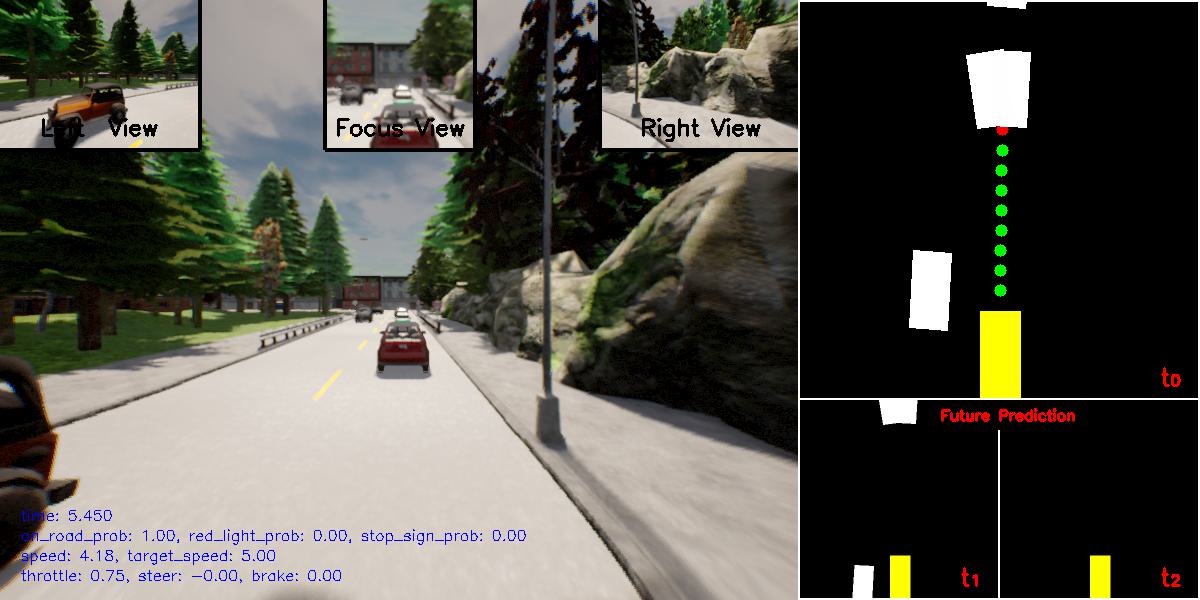 Left View
Focus View
Right View
time: 5.450
on_road_prob: 1.00, red_light_prob: 0.00, stop_sign_prob: 0.00
speed: 4.18, target_speed: 5.00
throttle: 0.75, steer: -0.00, brake: 0.00
t0
Future Prediction
t1
t2